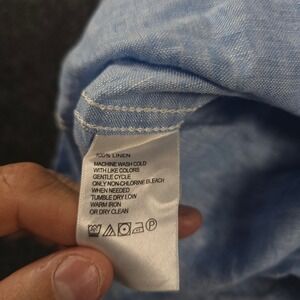 100% LINEN
MACHINE WASH COLD
WITH LIKE COLORS
GENTLE CYCLE
ONLY NON-CHLORINE BLEACH
WHEN NEEDED
TUMBLE DRY LOW
WARM IRON
OR DRY CLEAN